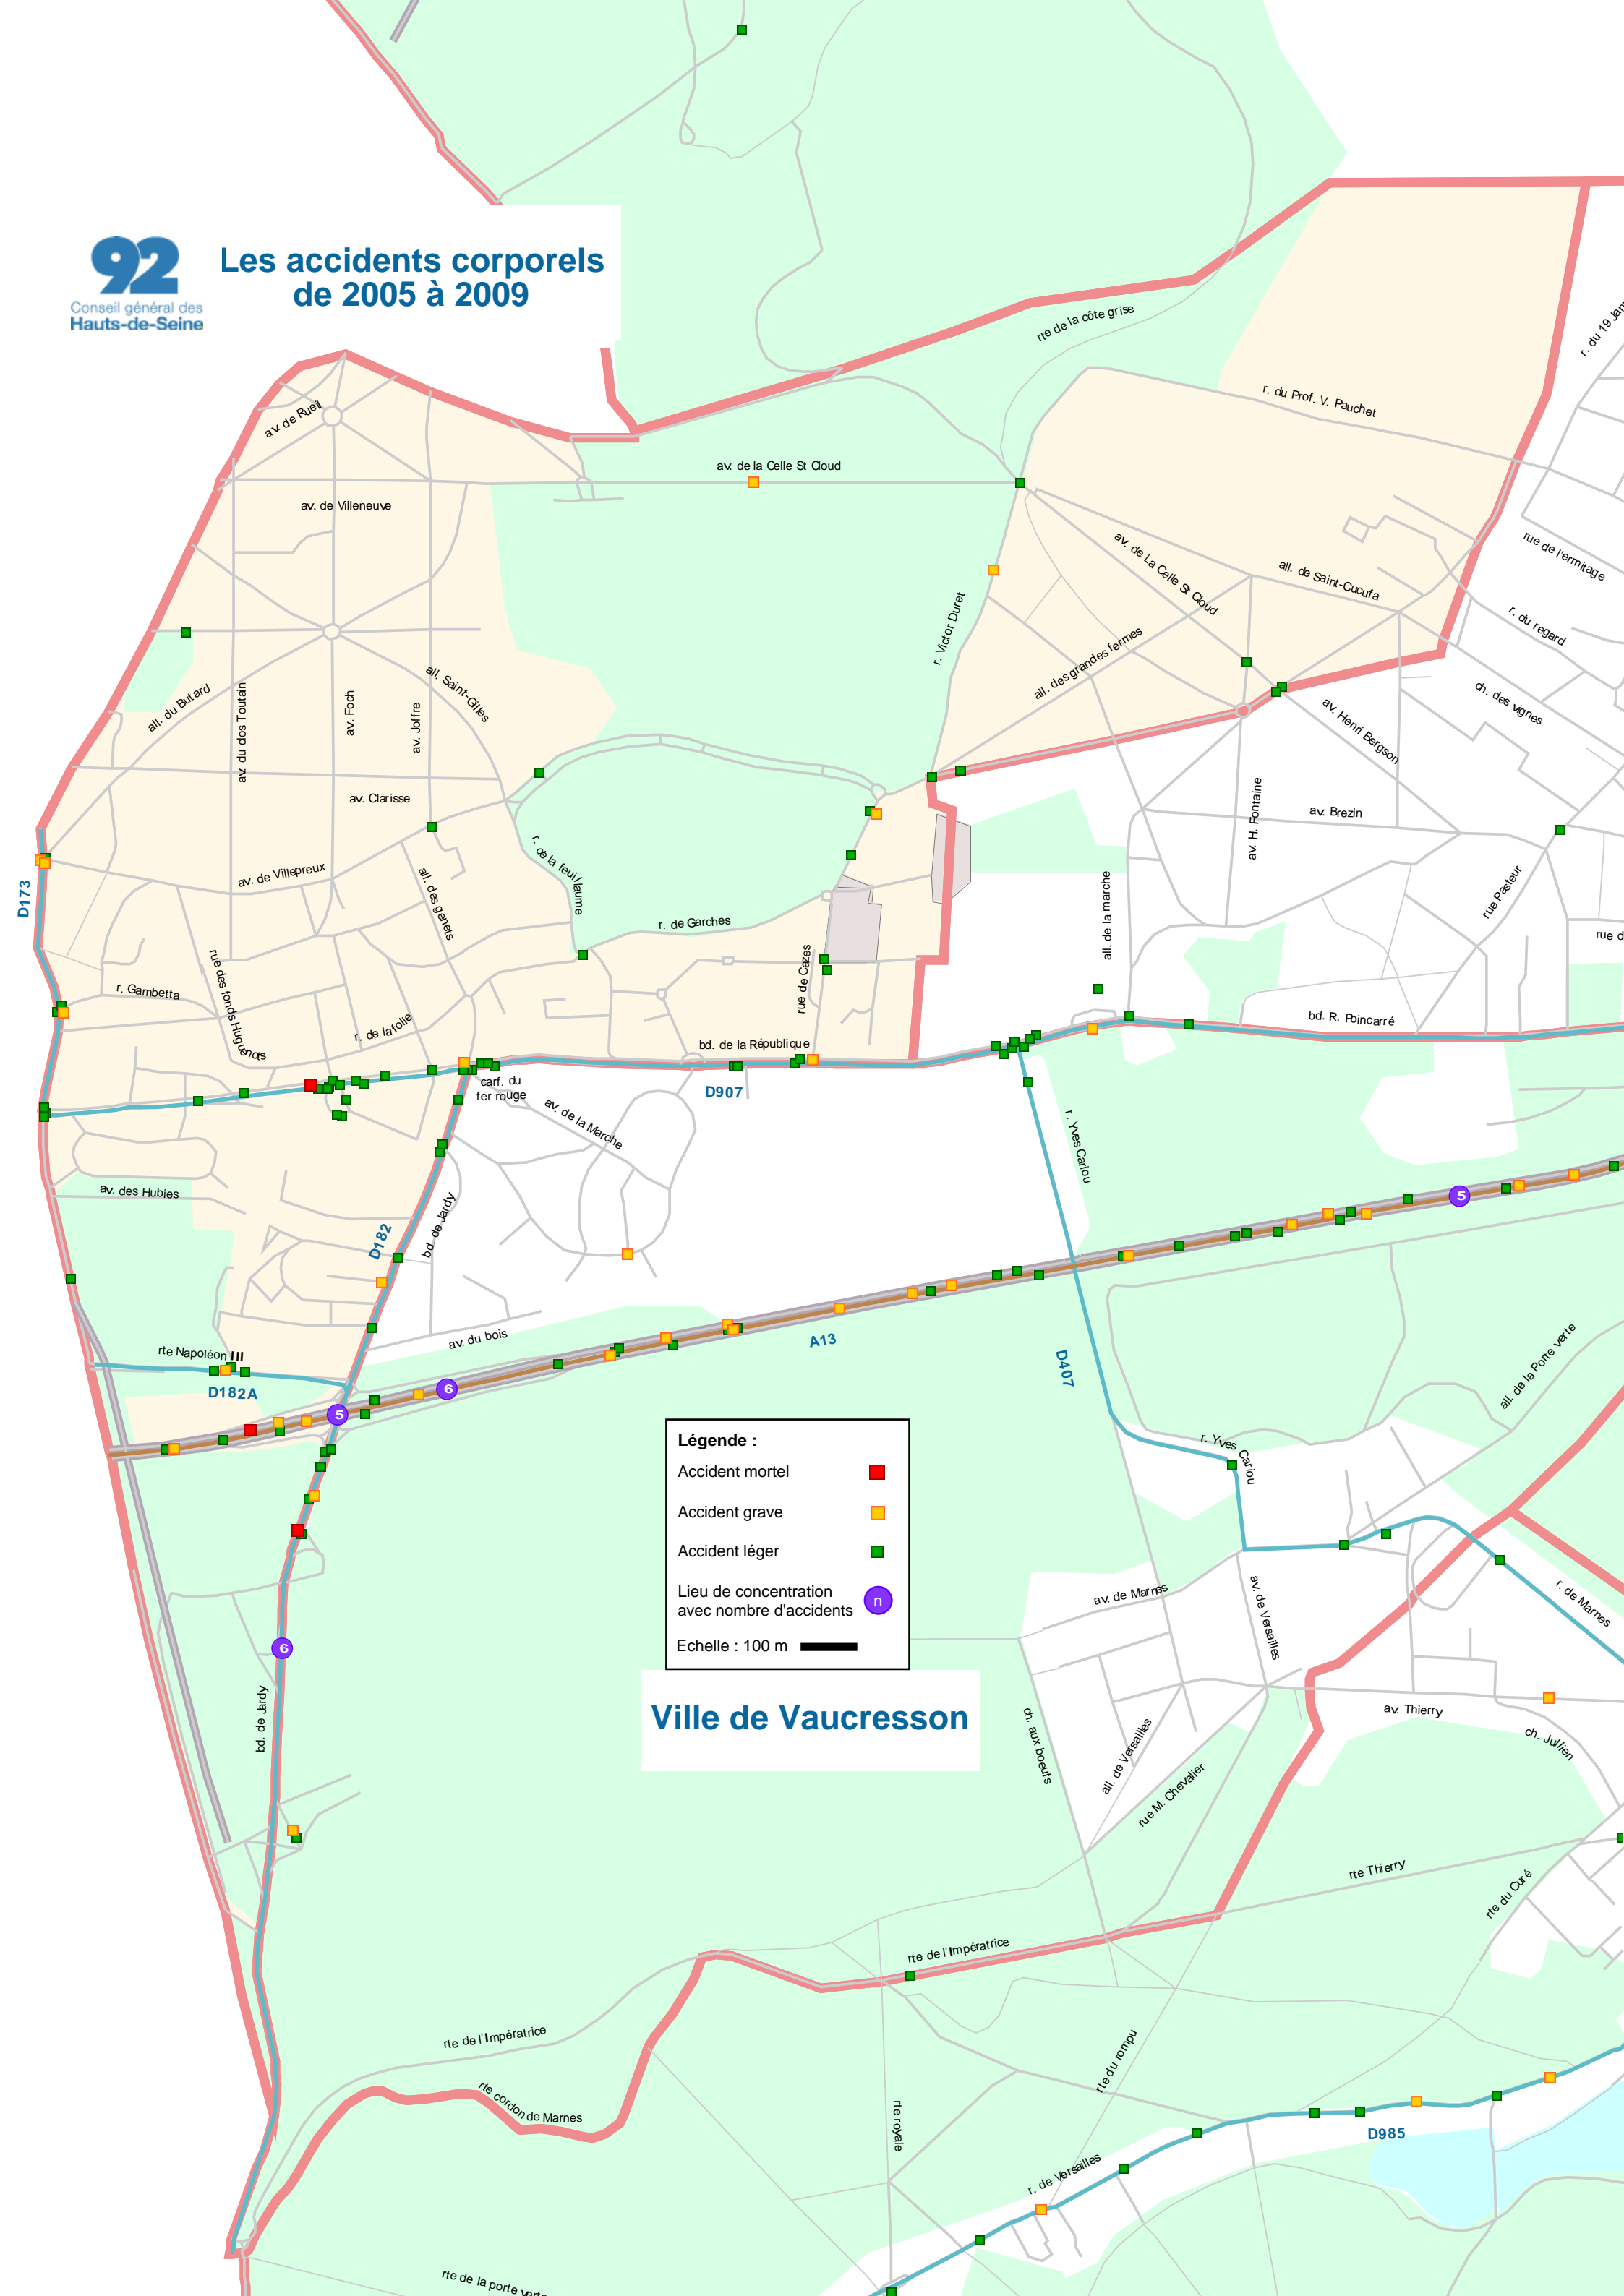 92
Conseil général des
Hauts-de-Seine
Les accidents corporels
de 2005 à 2009
rte de la côte grise
r. du Prof. V. Pauchet
av. de Rueil
av. de la Celle St Cloud
av. de Villeneuve
rue de l'ermitage
av. de La Celle St Cloud
all. de Saint-Cucufa
r. du regard
r. Victor Duret
all. des grandes fermes
all. Saint-Gilles
all. du Butard
av. du dos Toutain
av. Foch
av. Joffre
ch. des vignes
av. Henri Bergson
av. Clarisse
av. H. Fontaine
av. Brezin
r. de la feuillaume
av. de Villepreux
all. des genets
D173
rue Pasteur
all. de la marche
r. de Garches
rue des fonds Huguenots
rue de Cazes
r. Gambetta
r. de la folie
bd. R. Poincarré
bd. de la République
carf. du
fer rouge
D907
av. de la Marche
r. Yves Cariou
av. des Hubies
bd. de Jardy
D182
5
av. du bois
A13
rte Napoléon III
D182A
D407
all. de la Porte verte
6
5
Légende :
Accident mortel
Accident grave
Accident léger
Lieu de concentration
avec nombre d'accidents
n
Echelle : 100 m
r. Yves Cariou
av. de Marnes
av. de Versailles
r. de Marnes
6
bd. de Jardy
Ville de Vaucresson
ch. aux boeufs
all. de Versailles
rue M. Chevalier
av. Thierry
ch. Jullien
rte Thierry
rte du Curé
rte de l'Impératrice
rte de l'Impératrice
rte cordon de Marnes
rte du rompu
rte royale
D985
r. de Versailles
rte de la porte